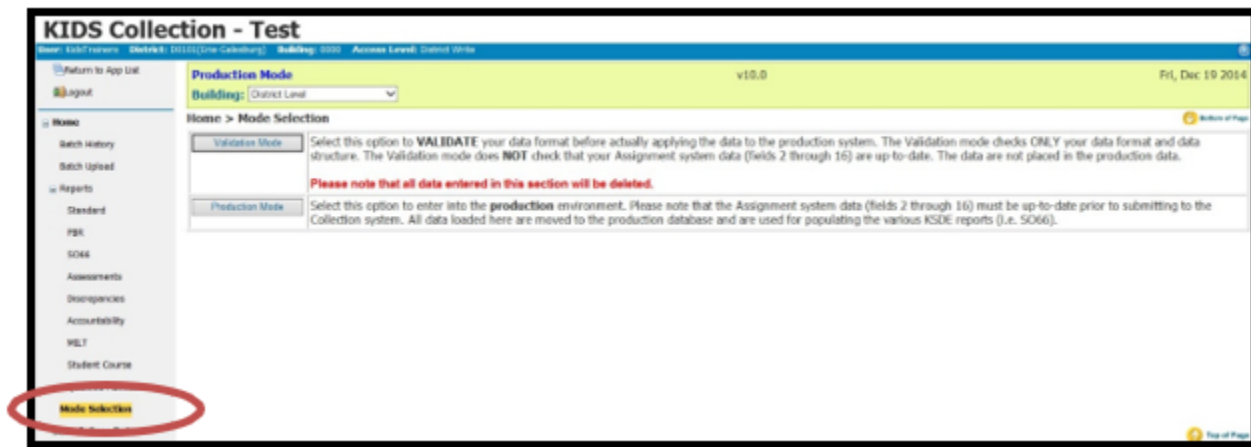 KIDS Collection - Test
User: KidsTrainers District: D0101(Erie-Galesburg) Building: 0000 Access Level: District Write
Return to App List
Logout
Production Mode
v10.0
Fri, Dec 19 2014
Building: District Level
Home > Mode Selection
Bottom of Page
Home
Batch History
Batch Upload
Reports
Standard
PBR
SO66
Assessments
Discrepancies
Accountability
MILT
Student Course
Mode Selection
Validation Mode
Select this option to VALIDATE your data format before actually applying the data to the production system. The Validation mode checks ONLY your data format and data
structure. The Validation mode does NOT check that your Assignment system data (fields 2 through 16) are up-to-date. The data are not placed in the production data.
Please note that all data entered in this section will be deleted.
Production Mode
Select this option to enter into the production environment. Please note that the Assignment system data (fields 2 through 16) must be up-to-date prior to submitting to the
Collection system. All data loaded here are moved to the production database and are used for populating the various KSDE reports (i.e. SO66).
Top of Page